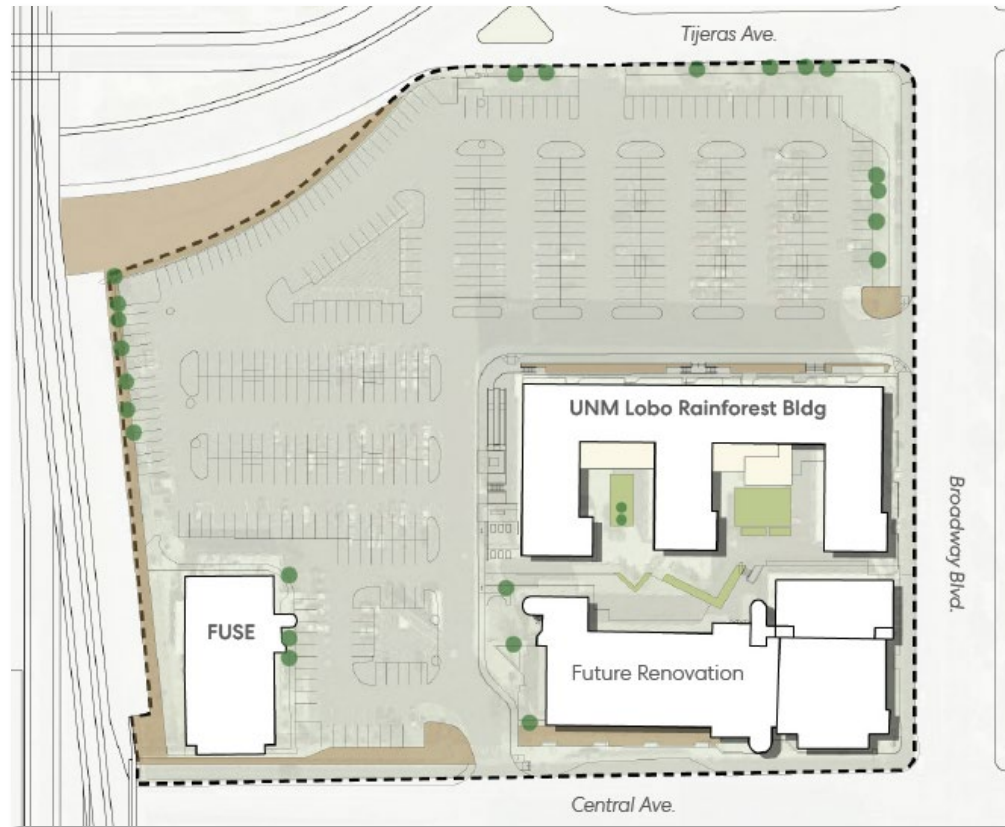 Tijeras Ave.
UNM Lobo Rainforest Bldg
Broadway Blvd.
FUSE
Future Renovation
Central Ave.